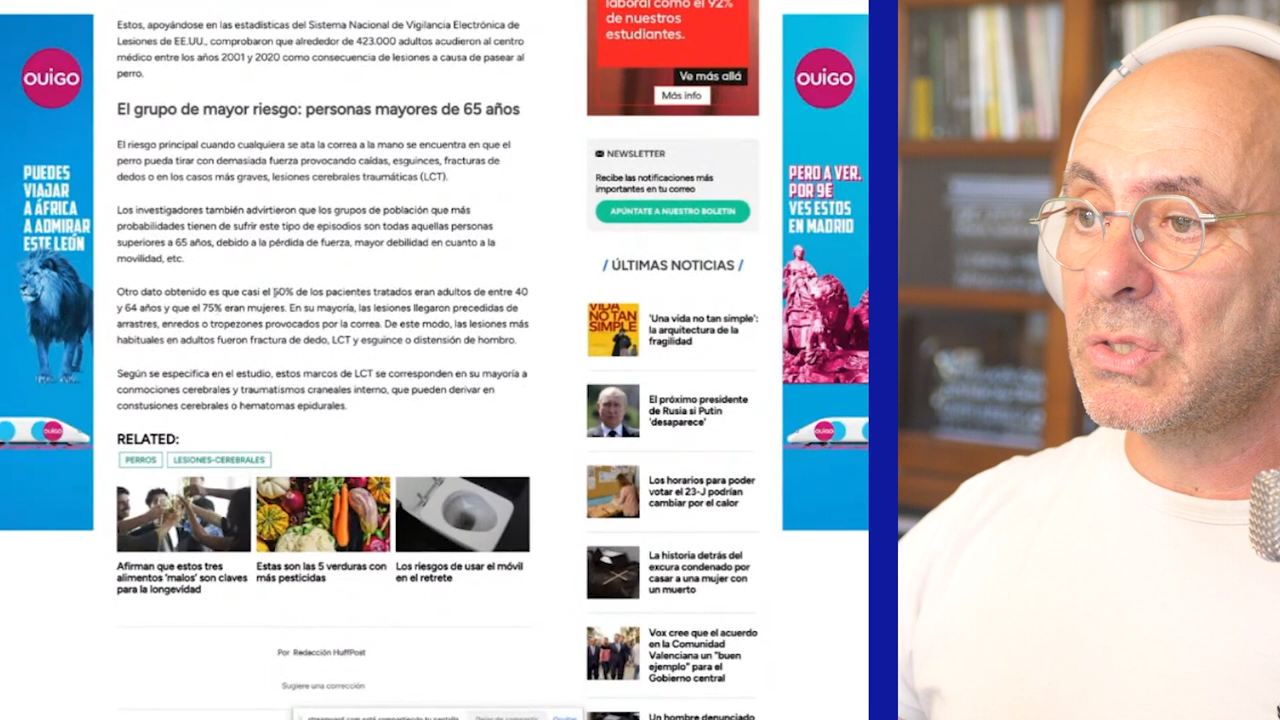 OUIGO
PUEDES
VIAJAR
A ÁFRICA
A ADMIRAR
ESTE LEÓN
Estos, apoyándose en las estadísticas del Sistema Nacional de Vigilancia Electrónica de
Lesiones de EE.UU., comprobaron que alrededor de 423.000 adultos acudieron al centro
médico entre los años 2001 y 2020 como consecuencia de lesiones a causa de pasear al
perro.
El grupo de mayor riesgo: personas mayores de 65 años
El riesgo principal cuando cualquiera se ata la correa a la mano se encuentra en que el
perro pueda tirar con demasiada fuerza provocando caídas, esguinces, fracturas de
dedos o en los casos más graves, lesiones cerebrales traumáticas (LCT).
Los investigadores también advirtieron que los grupos de población que más
probabilidades tienen de sufrir este tipo de episodios son todas aquellas personas
superiores a 65 años, debido a la pérdida de fuerza, mayor debilidad en cuanto a la
movilidad, etc.
Otro dato obtenido es que casi el 50% de los pacientes tratados eran adultos de entre 40
y 64 años y que el 75% eran mujeres. En su mayoría, las lesiones llegaron precedidas de
arrastres, enredos o tropezones provocados por la correa. De este modo, las lesiones más
habituales en adultos fueron fractura de dedo, LCT y esguince o distensión de hombro.
Según se especifica en el estudio, estos marcos de LCT se corresponden en su mayoría a
conmociones cerebrales y traumatismos craneales interno, que pueden derivar en
constusiones cerebrales o hematomas epidurales.
RELATED:
PERROS
LESIONES-CEREBRALES
Afirman que estos tres
alimentos 'malos' son claves
para la longevidad
Estas son las 5 verduras con
más pesticidas
Los riesgos de usar el móvil
en el retrete
Por Redacción HuffPost
Sugiere una corrección
streamyard.com está compartiendo tu pantalla.
Dejar de compartir
Ocultar
laboral como el 92%
de nuestros
estudiantes.
Ve más allá
Más info
NEWSLETTER
Recibe las notificaciones más
importantes en tu correo
APÚNTATE A NUESTRO BOLETIN
/ ÚLTIMAS NOTICIAS /
VIDA
NO TAN
SIMPLE
'Una vida no tan simple':
la arquitectura de la
fragilidad
El próximo presidente
de Rusia si Putin
'desaparece'
Los horarios para poder
votar el 23-J podrían
cambiar por el calor
La historia detrás del
excura condenado por
casar a una mujer con
un muerto
Vox cree que el acuerdo
en la Comunidad
Valenciana un "buen
ejemplo" para el
Gobierno central
Un hombre denunciado
OUIGO
PERO A VER,
POR 9€
VES ESTOS
EN MADRID